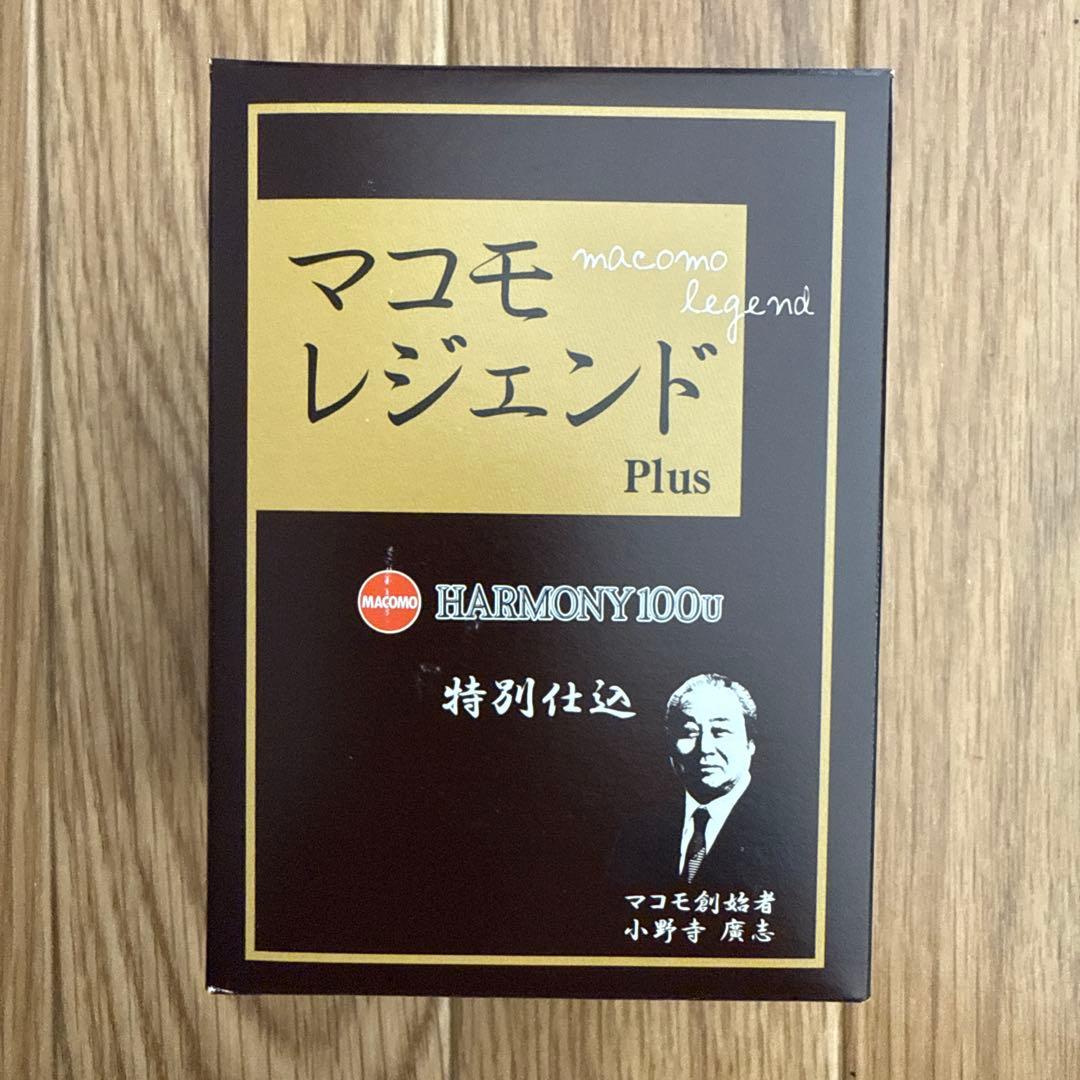 マコモ
macomo
legend
レジェンド
Plus
MACOMO
HARMONY100U
特別仕込
マコモ創始者
小野寺 廣志